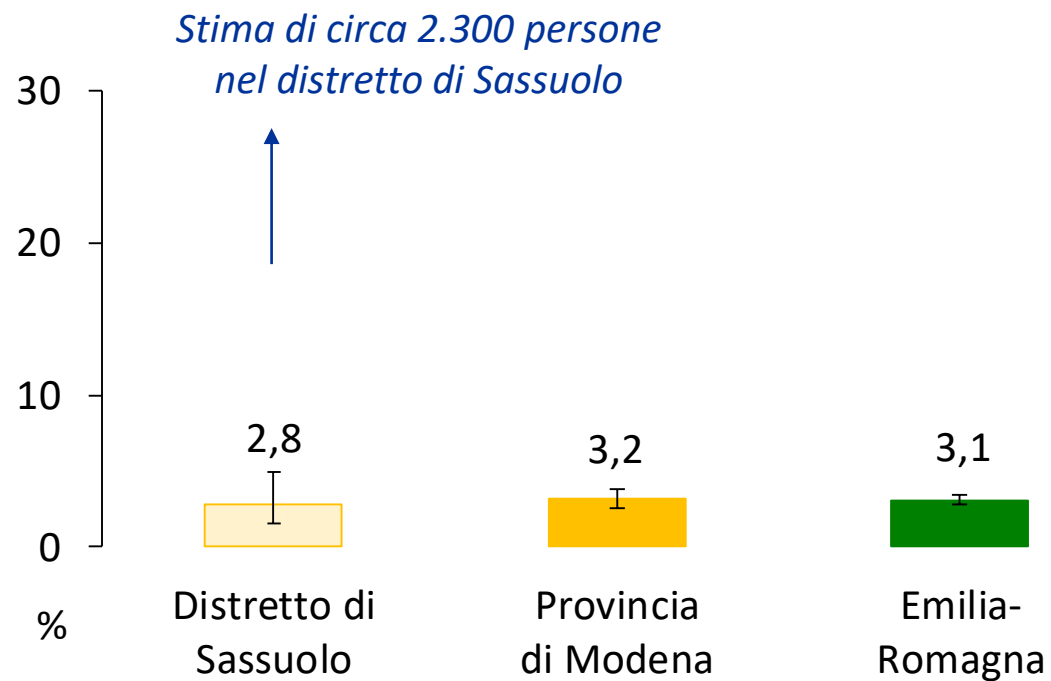 Stima di circa 2.300 persone
nel distretto di Sassuolo
30
20
10
0
%
2,8
3,2
3,1
Distretto di
Sassuolo
Provincia
di Modena
Emilia-
Romagna